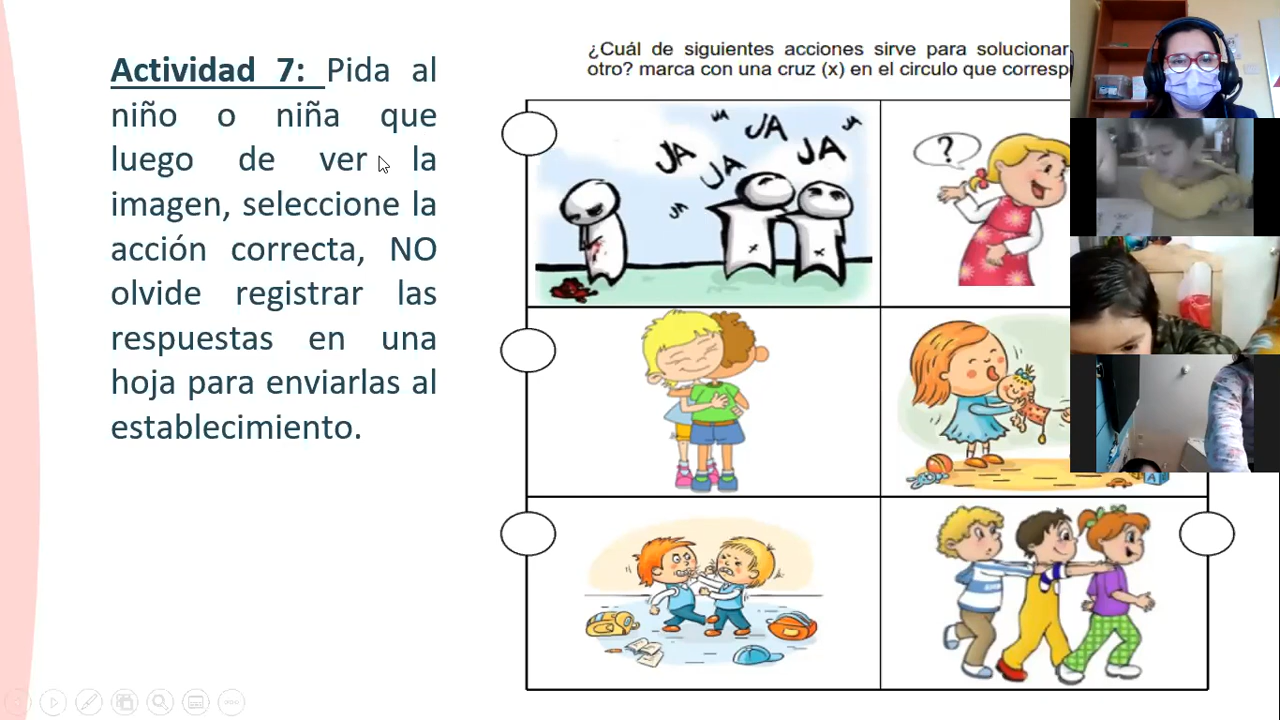 Actividad 7: Pida al
niño o niña que
luego de ver la
imagen, seleccione la
acción correcta, NO
olvide registrar las
respuestas en una
hoja para enviarlas al
establecimiento.
¿Cuál de siguientes acciones sirve para solucionar
otro? marca con una cruz (x) en el circulo que corresp
JA JA JA JA JA JA JA
?
A